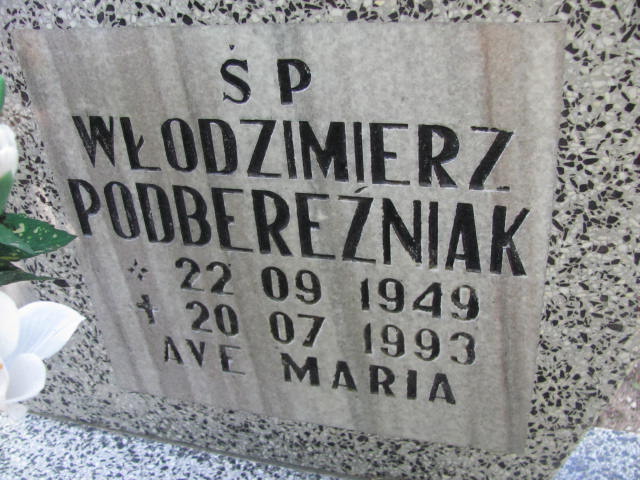 ŚP
WŁODZIMIERZ
PODBEREŹNIAK
* 22 09 1949
+ 20 07 1993
AVE MARIA